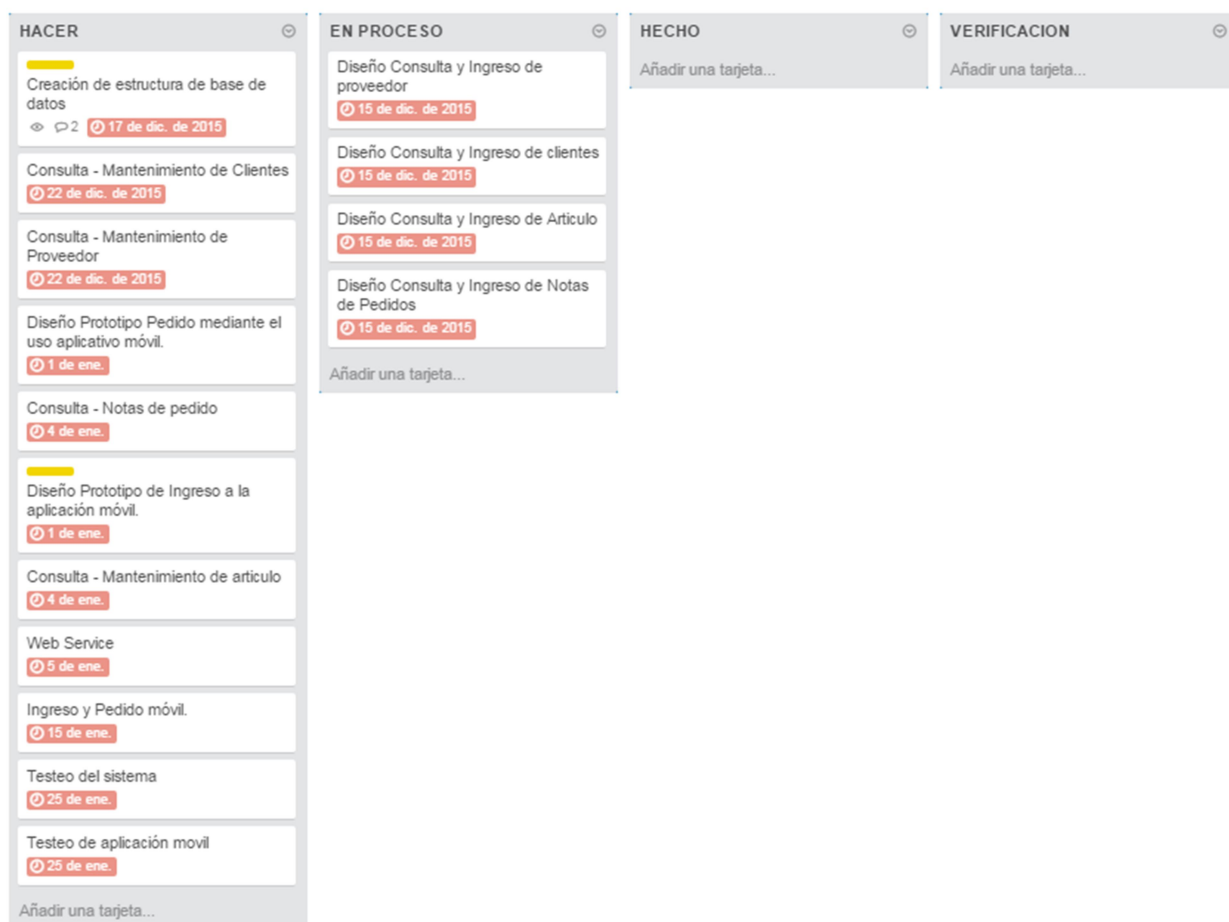 HACER
Creación de estructura de base de
datos
2 17 de dic. de 2015
Consulta - Mantenimiento de Clientes
22 de dic. de 2015
Consulta - Mantenimiento de
Proveedor
22 de dic. de 2015
Diseño Prototipo Pedido mediante el
uso aplicativo móvil.
1 de ene.
Consulta - Notas de pedido
4 de ene.
Diseño Prototipo de Ingreso a la
aplicación móvil.
1 de ene.
Consulta - Mantenimiento de articulo
4 de ene.
Web Service
5 de ene.
Ingreso y Pedido móvil.
15 de ene.
Testeo del sistema
25 de ene.
Testeo de aplicación movil
25 de ene.
Añadir una tarjeta...
EN PROCESO
Diseño Consulta y Ingreso de
proveedor
15 de dic. de 2015
Diseño Consulta y Ingreso de clientes
15 de dic. de 2015
Diseño Consulta y Ingreso de Articulo
15 de dic. de 2015
Diseño Consulta y Ingreso de Notas
de Pedidos
15 de dic. de 2015
Añadir una tarjeta...
HECHO
Añadir una tarjeta...
VERIFICACION
Añadir una tarjeta...